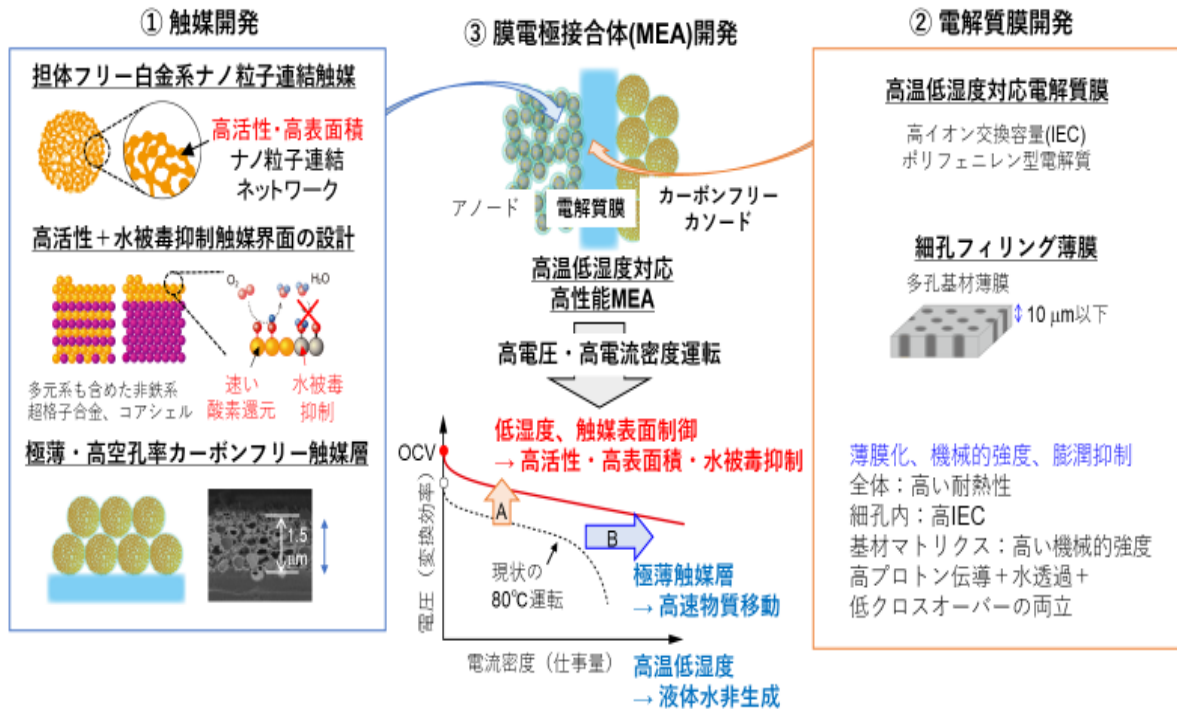 ① 触媒開発
担体フリー白金系ナノ粒子連結触媒
高活性・高表面積
ナノ粒子連結
ネットワーク
高活性＋水被毒抑制触媒界面の設計
O₂
H₂O
多元系も含めた非鉄系
超格子合金、コアシェル
速い
酸素還元
水被毒
抑制
極薄・高空孔率カーボンフリー触媒層
1.5
μm
③ 膜電極接合体(MEA)開発
アノード
電解質膜
カーボンフリー
カソード
高温低湿度対応
高性能MEA
高電圧・高電流密度運転
低湿度、触媒表面制御
→ 高活性・高表面積・水被毒抑制
OCV
電圧（変換効率）
A
B
現状の
80℃運転
極薄触媒層
→ 高速物質移動
電流密度（仕事量）
高温低湿度
→ 液体水非生成
② 電解質膜開発
高温低湿度対応電解質膜
高イオン交換容量(IEC)
ポリフェニレン型電解質
細孔フィリング薄膜
多孔基材薄膜
10 μm以下
薄膜化、機械的強度、膨潤抑制
全体：高い耐熱性
細孔内：高IEC
基材マトリクス：高い機械的強度
高プロトン伝導＋水透過＋
低クロスオーバーの両立